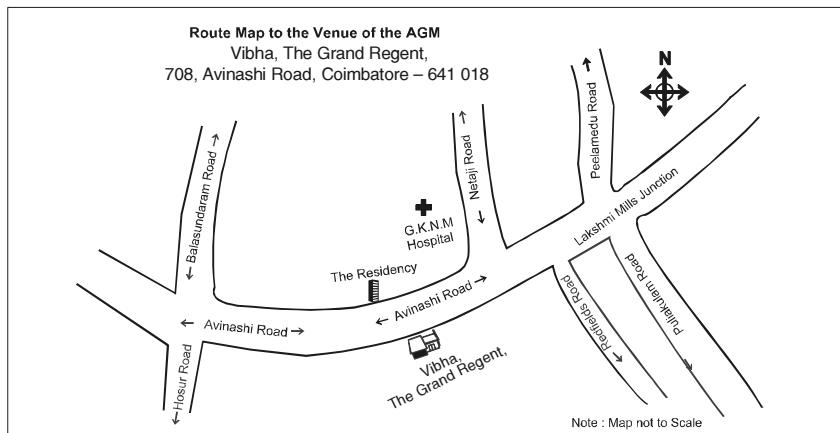 Route Map to the Venue of the AGM
Vibha, The Grand Regent,
708, Avinashi Road, Coimbatore – 641 018
N
Peelamedu Road
Netaji Road
Balasundaram Road
G.K.N.M
Hospital
Lakshmi Mills Junction
The Residency
Avinashi Road
Avinashi Road
Redfields Road
Puliakulam Road
Hosur Road
Vibha,
The Grand Regent,
Note : Map not to Scale